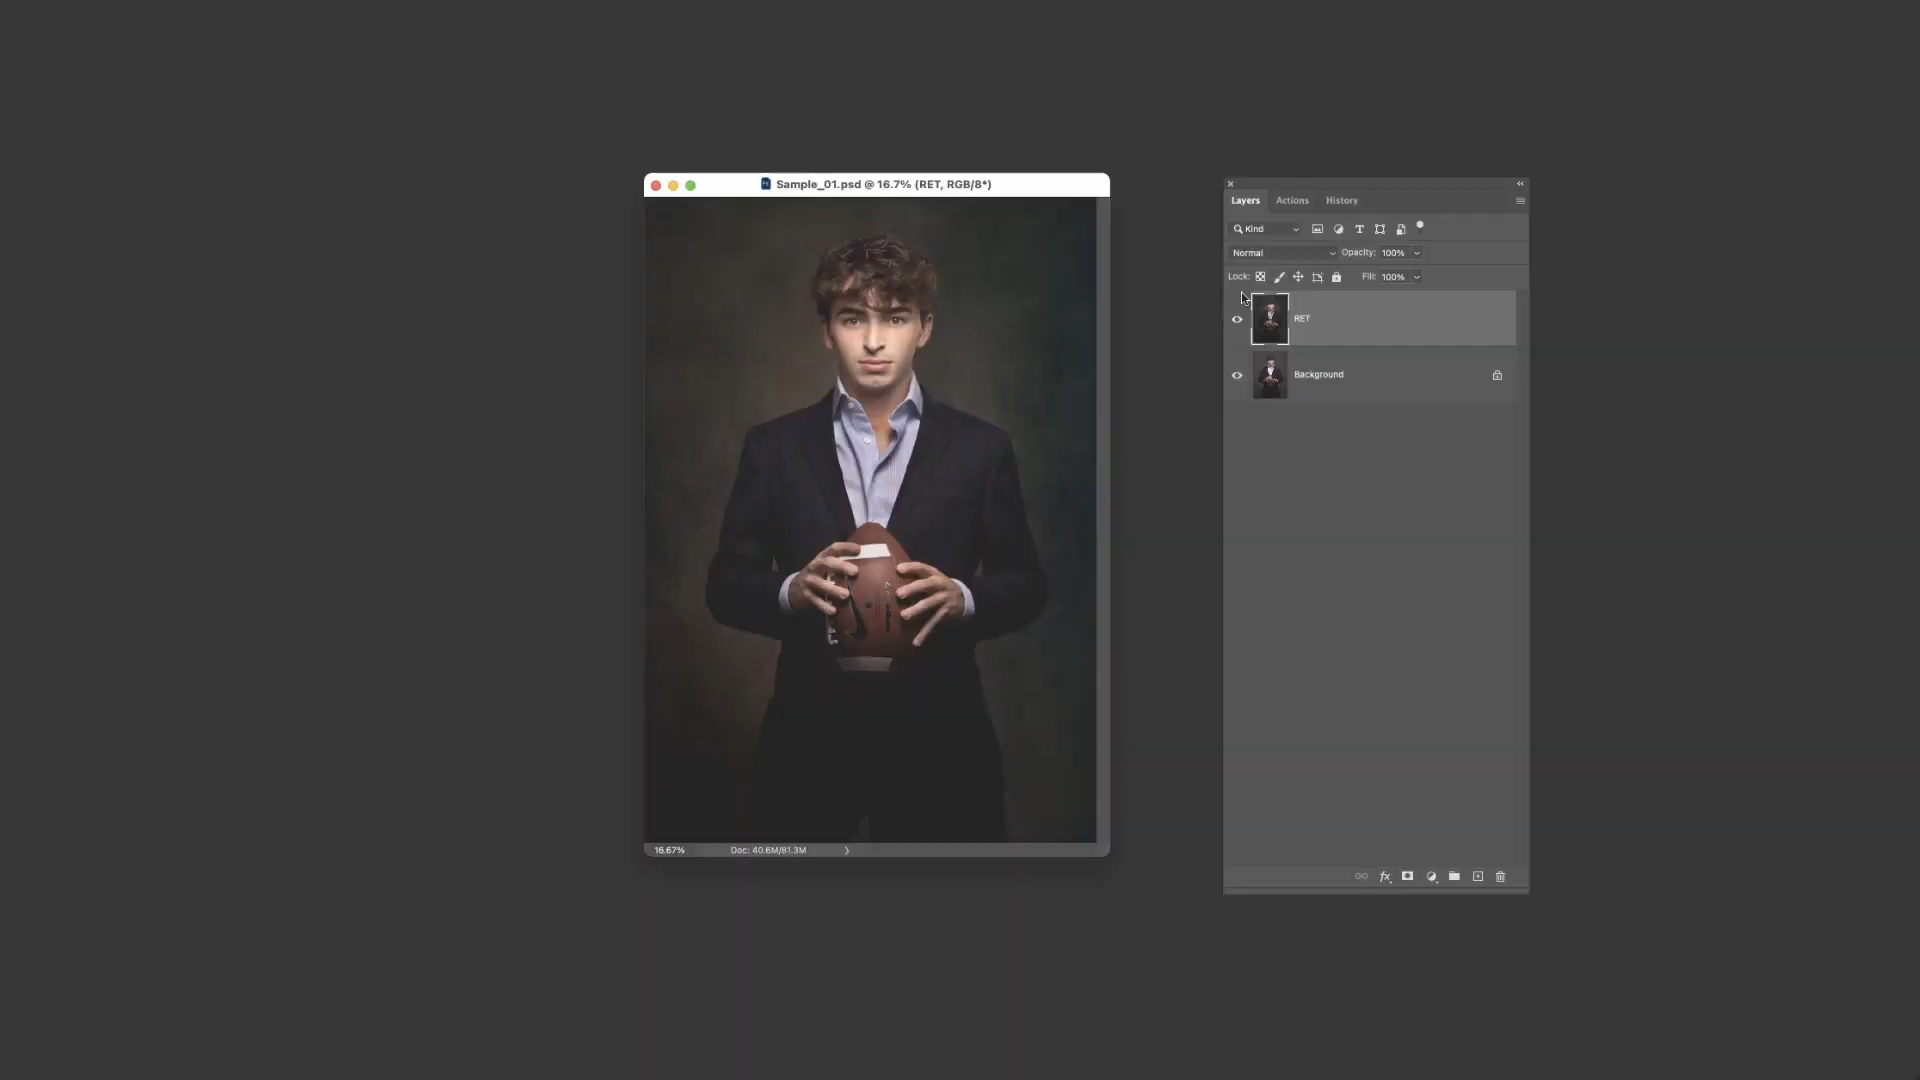 Sample_01.psd @ 16.7% (RET, RGB/8*)
Layers Actions History
Kind
Normal Opacity: 100%
Lock: Fill: 100%
RET
Background
16.67% Doc: 40.6M/81.3M
fx